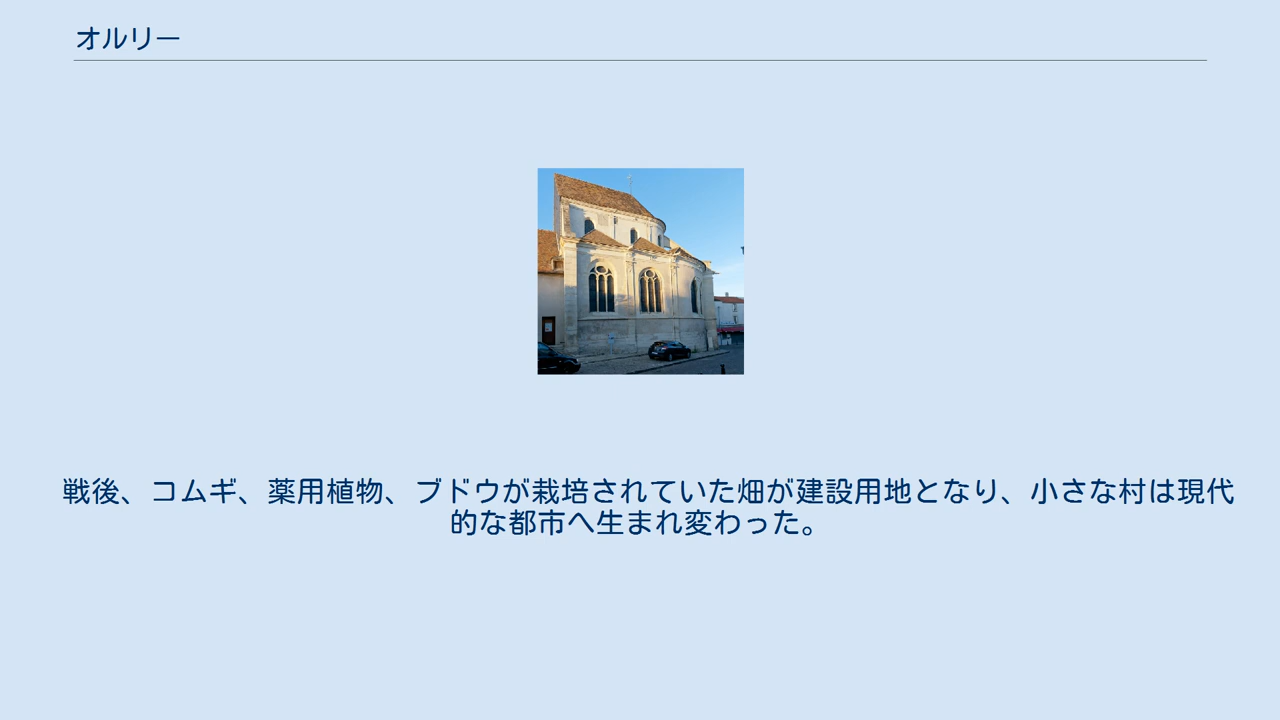 オルリー
戦後、コムギ、薬用植物、ブドウが栽培されていた畑が建設用地となり、小さな村は現代
的な都市へ生まれ変わった。